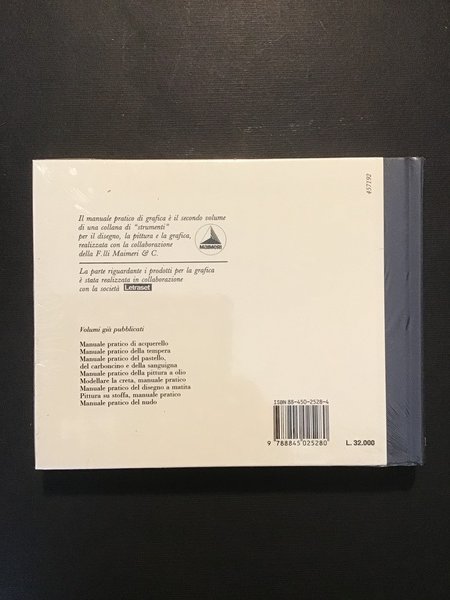 457192
Il manuale pratico di grafica è il secondo volume
di una collana di "strumenti"
per il disegno, la pittura e la grafica,
realizzata con la collaborazione
della F.lli Maimeri & C.
MAIMERI
La parte riguardante i prodotti per la grafica
è stata realizzata in collaborazione
con la società Letraset
Volumi già pubblicati
Manuale pratico di acquerello
Manuale pratico della tempera
Manuale pratico del pastello,
del carboncino e della sanguigna
Manuale pratico della pittura a olio
Modellare la creta, manuale pratico
Manuale pratico del disegno a matita
Pittura su stoffa, manuale pratico
Manuale pratico del nudo
ISBN 88-450-2528-4
9 788845 025280
L. 32.000